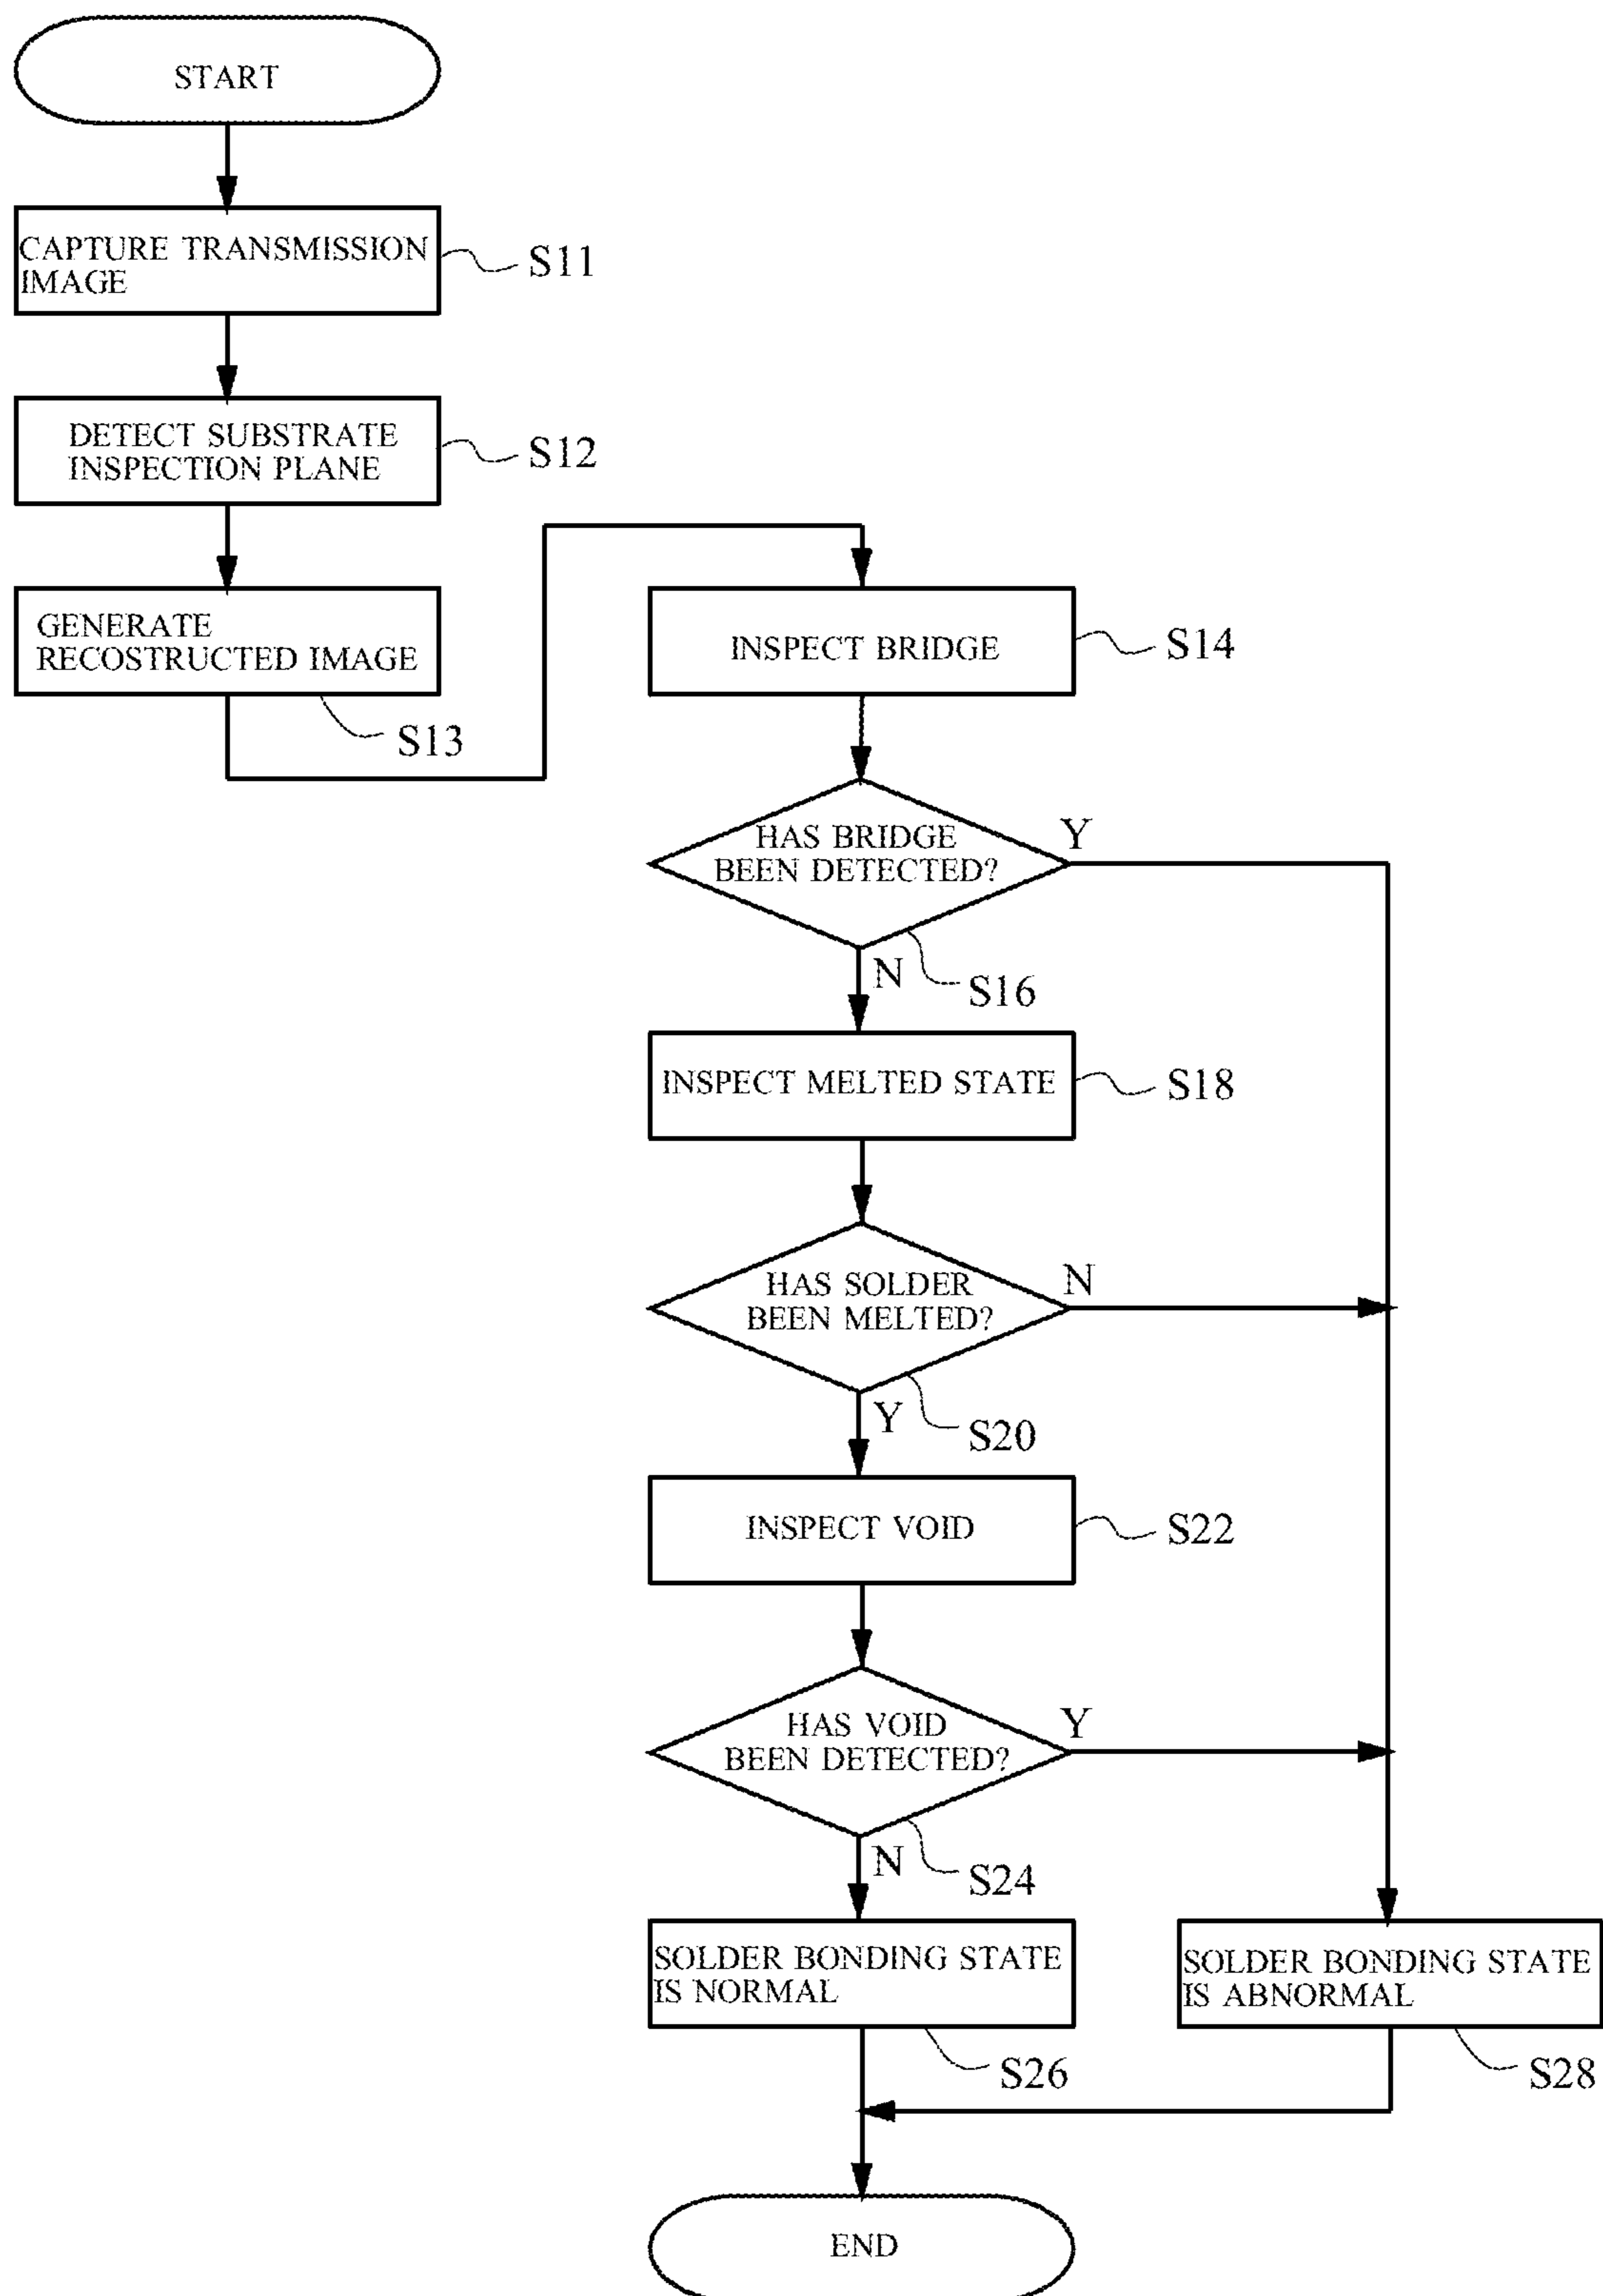 START
CAPTURE TRANSMISSION
IMAGE
S11
DETECT SUBSTRATE
INSPECTION PLANE
S12
GENERATE
RECOSTRUCTED IMAGE
S13
INSPECT BRIDGE
S14
HAS BRIDGE
BEEN DETECTED?
Y
N
S16
INSPECT MELTED STATE
S18
HAS SOLDER
BEEN MELTED?
N
Y
S20
INSPECT VOID
S22
HAS VOID
BEEN DETECTED?
Y
N
S24
SOLDER BONDING STATE
IS NORMAL
S26
SOLDER BONDING STATE
IS ABNORMAL
S28
END